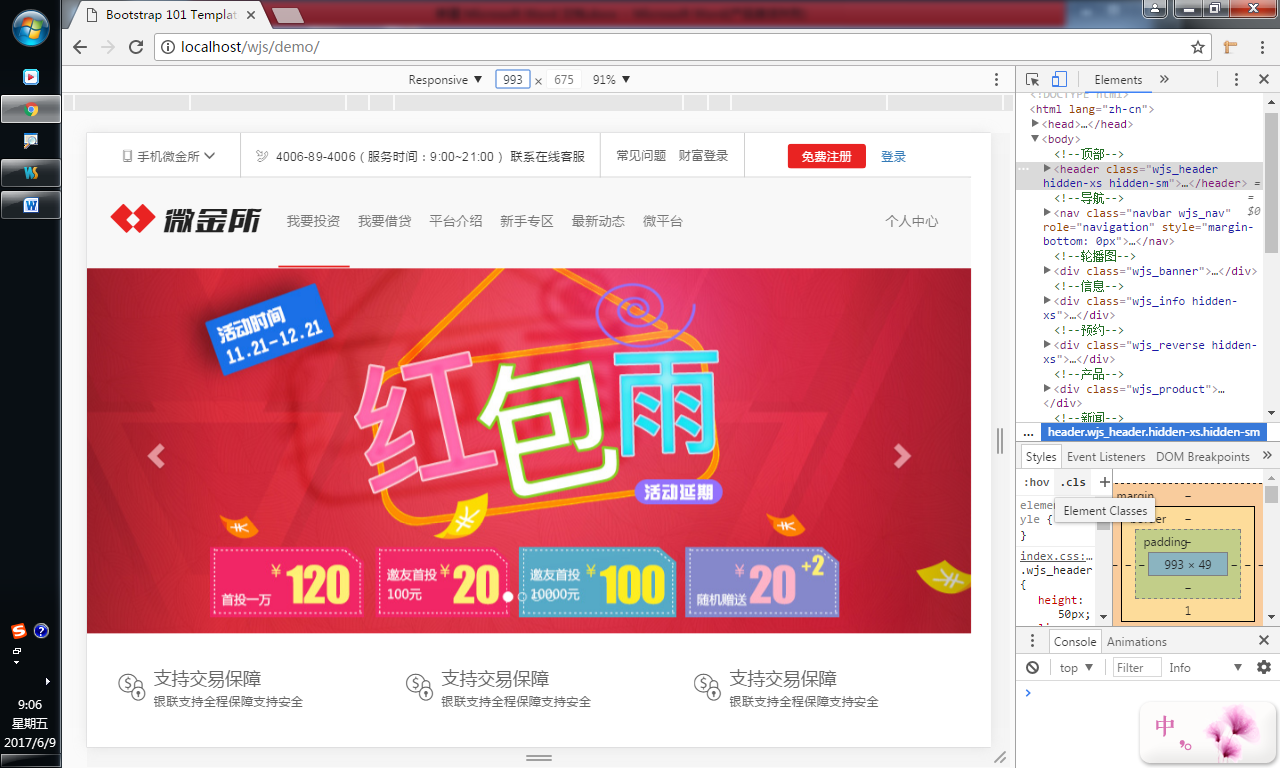 Bootstrap 101 Templat
localhost/wjs/demo/
Responsive ▼ 993 × 675 91% ▼
手机微金所
4006-89-4006 ( 服务时间：9:00~21:00 ) 联系在线客服
常见问题 财富登录
免费注册 登录
微金所
我要投资 我要借贷 平台介绍 新手专区 最新动态 微平台 个人中心
活动时间
11.21-12.21
红包雨
活动延期
首投一万 ¥120
邀友首投
100元
¥20
邀友首投
10000元
¥100
随机赠送 ¥20 +2
支持交易保障
银联支持全程保障支持安全
支持交易保障
银联支持全程保障支持安全
支持交易保障
银联支持全程保障支持安全
Elements »
<!DOCTYPE html>
<html lang="zh-cn">
<head>…</head>
<body>
<!--顶部-->
<header class="wjs_header
hidden-xs hidden-sm">…</header> =
<!--导航--> =
<nav class="navbar wjs_nav" $0
role="navigation" style="margin-
bottom: 0px">…</nav>
<!--轮播图-->
<div class="wjs_banner">…</div>
<!--信息-->
<div class="wjs_info hidden-
xs">…</div>
<!--预约-->
<div class="wjs_reverse hidden-
xs">…</div>
<!--产品-->
<div class="wjs_product">…
</div>
<!--新闻-->
... header.wjs_header.hidden-xs.hidden-sm
Styles Event Listeners DOM Breakpoints »
:hov .cls +
Element Classes
eleme
yle {
}
index.css:…
.wjs_header
{
height:
50px;
margin –
–
padding –
– – – 993 × 49 – – –
1
Console Animations
top ▼ Filter Info ▼
›
中
9:06
星期五
2017/6/9